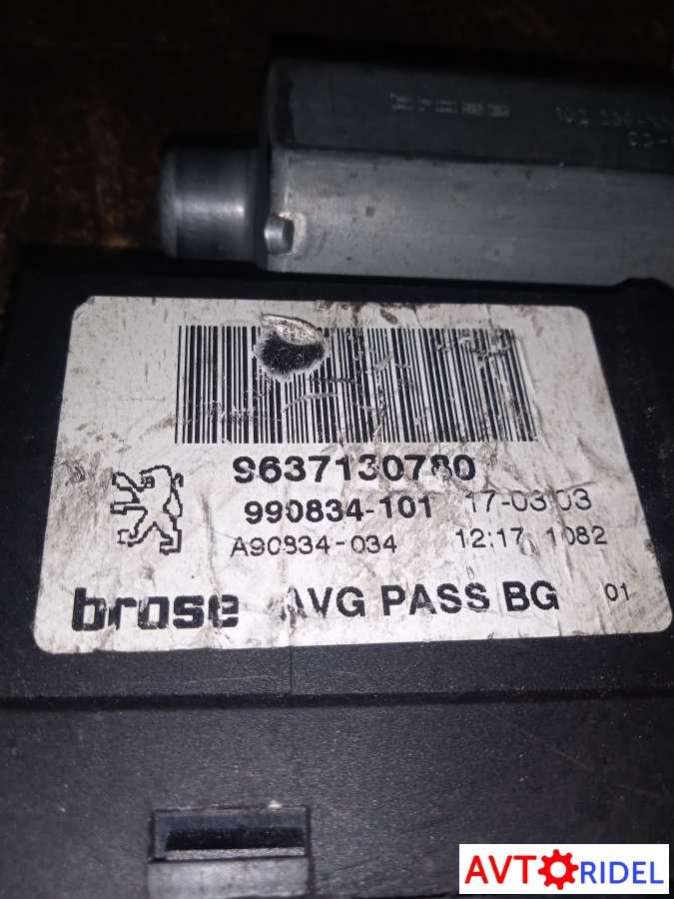 9637130780
990834-101 17-03-03
A90834-034 12:17 1082
brose AVG PASS BG 01
AVTORIDEL